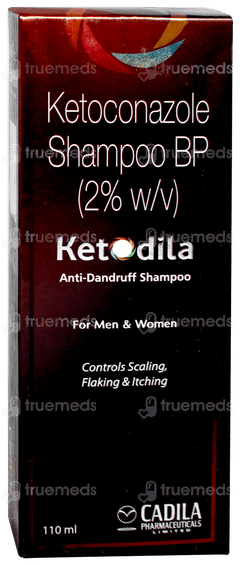 truemeds
Ketoconazole
Shampoo BP
(2% w/v)
Ketodila
Anti-Dandruff Shampoo
For Men & Women
Controls Scaling,
Flaking & Itching
110 ml
CADILA
PHARMACEUTICALS
LIMITED